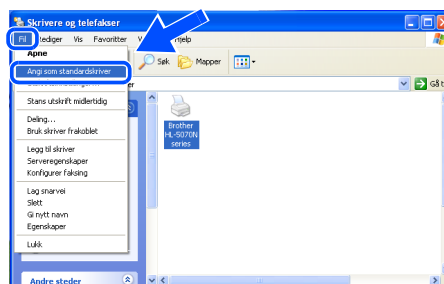 Skrivere og telefakser
Fil Rediger Vis Favoritter Hjelp
Åpne
Angi som standardskriver
Søk Mapper
Stans utskrift midlertidig
Deling...
Bruk skriver frakoblet
Legg til skriver
Serveregenskaper
Konfigurer faksing
Lag snarvei
Slett
Gi nytt navn
Egenskaper
Lukk
Gå t
Brother
HL-5070N
series
Andre steder